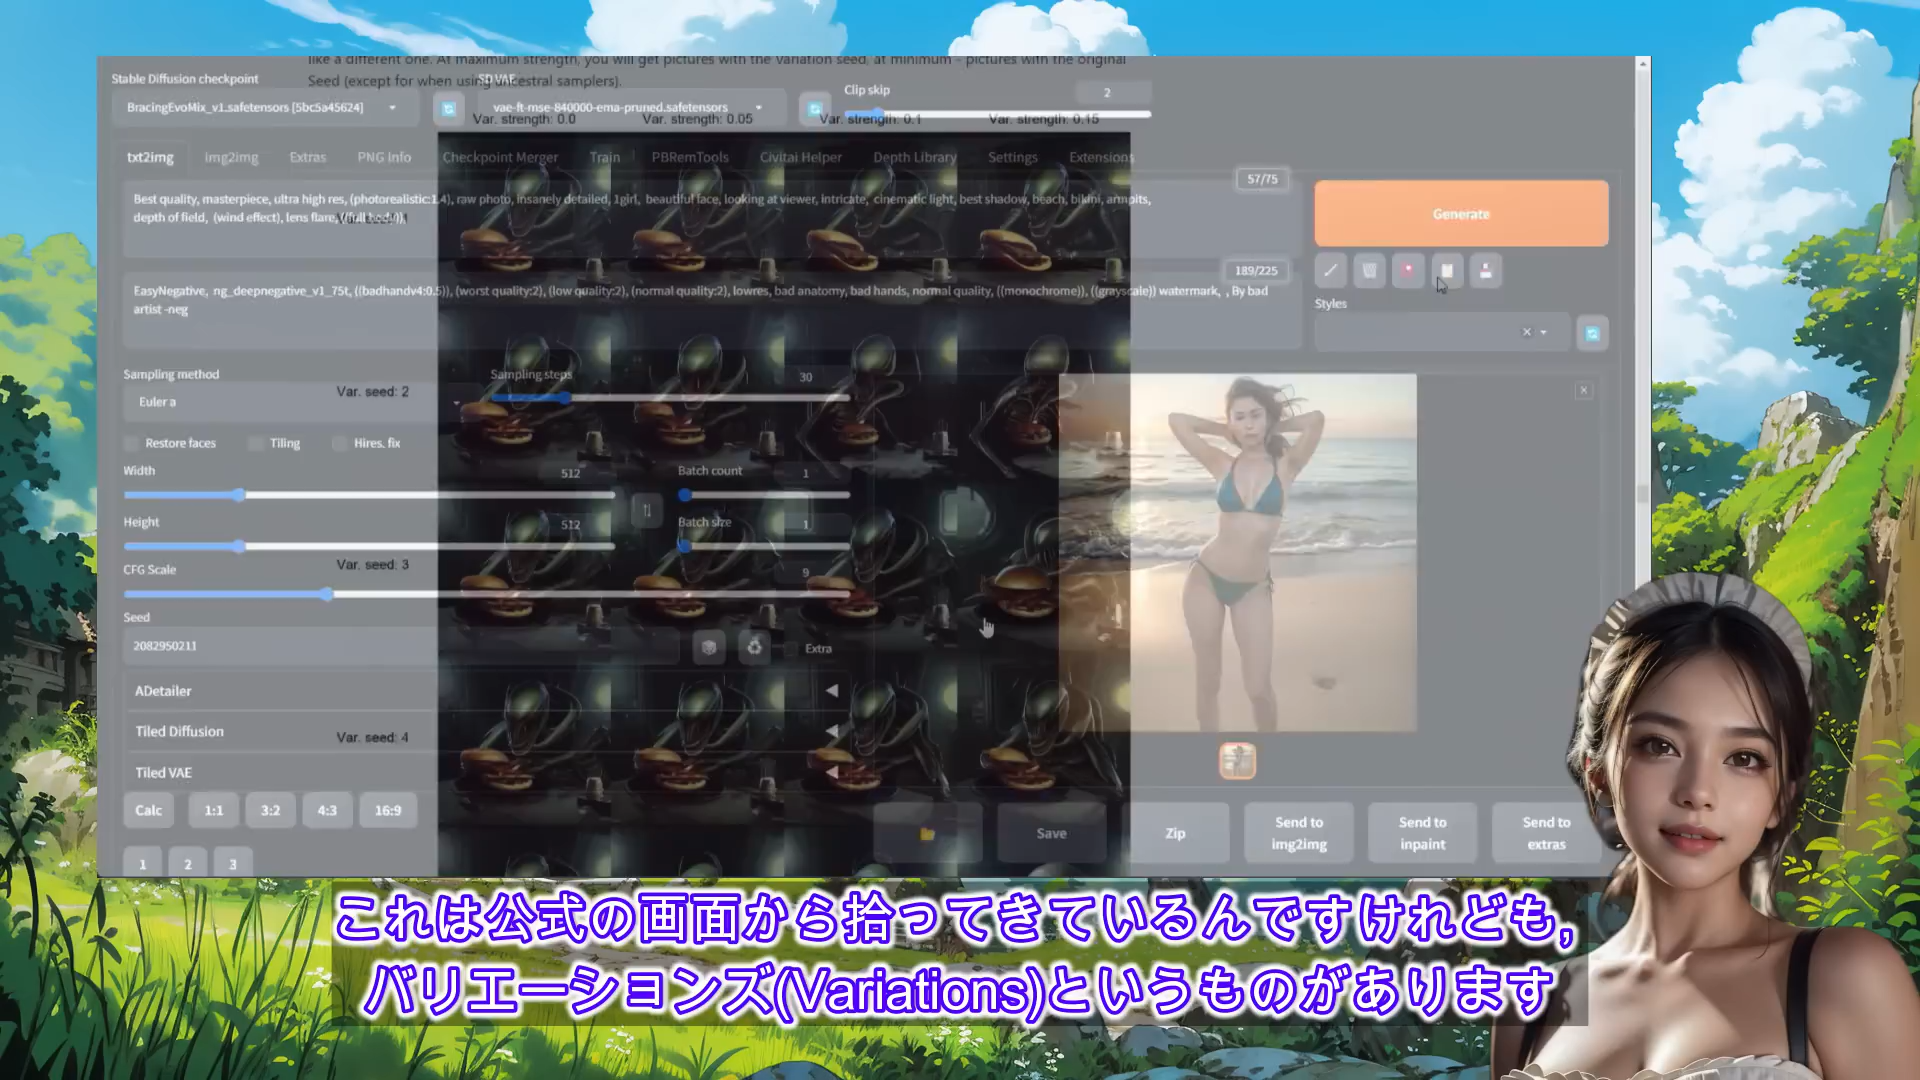 like a different one. At maximum strength, you will get pictures with the Variation seed, at minimum - pictures with the original
Seed (except for when using ancestral samplers).
Stable Diffusion checkpoint
SD VAE
Clip skip
2
BracingEvoMix_v1.safetensors [5bc5a45624]
vae-ft-mse-840000-ema-pruned.safetensors
Var. strength: 0.0
Var. strength: 0.05
Var. strength: 0.1
Var. strength: 0.15
txt2img
img2img
Extras
PNG Info
Checkpoint Merger
Train
PBRemTools
Civitai Helper
Depth Library
Settings
Extensions
57/75
Best quality, masterpiece, ultra high res, (photorealistic:1.4), raw photo, insanely detailed, 1girl, beautiful face, looking at viewer, intricate, cinematic light, best shadow, beach, bikini, armpits,
depth of field, (wind effect), lens flare, ((full body)),
Generate
189/225
EasyNegative, ng_deepnegative_v1_75t, ((badhandv4:0.5)), (worst quality:2), (low quality:2), (normal quality:2), lowres, bad anatomy, bad hands, normal quality, ((monochrome)), ((grayscale)) watermark, , By bad
artist -neg
Styles
Sampling method
Sampling steps
30
Var. seed: 2
Euler a
Restore faces
Tiling
Hires. fix
Width
512
Batch count
1
Height
512
Batch size
1
CFG Scale
9
Var. seed: 3
Seed
2082950211
Extra
ADetailer
Tiled Diffusion
Var. seed: 4
Tiled VAE
Calc
1:1
3:2
4:3
16:9
1
2
3
Save
Zip
Send to
img2img
Send to
inpaint
Send to
extras
これは公式の画面から拾ってきているんですけれども,
バリエーションズ(Variations)というものがあります